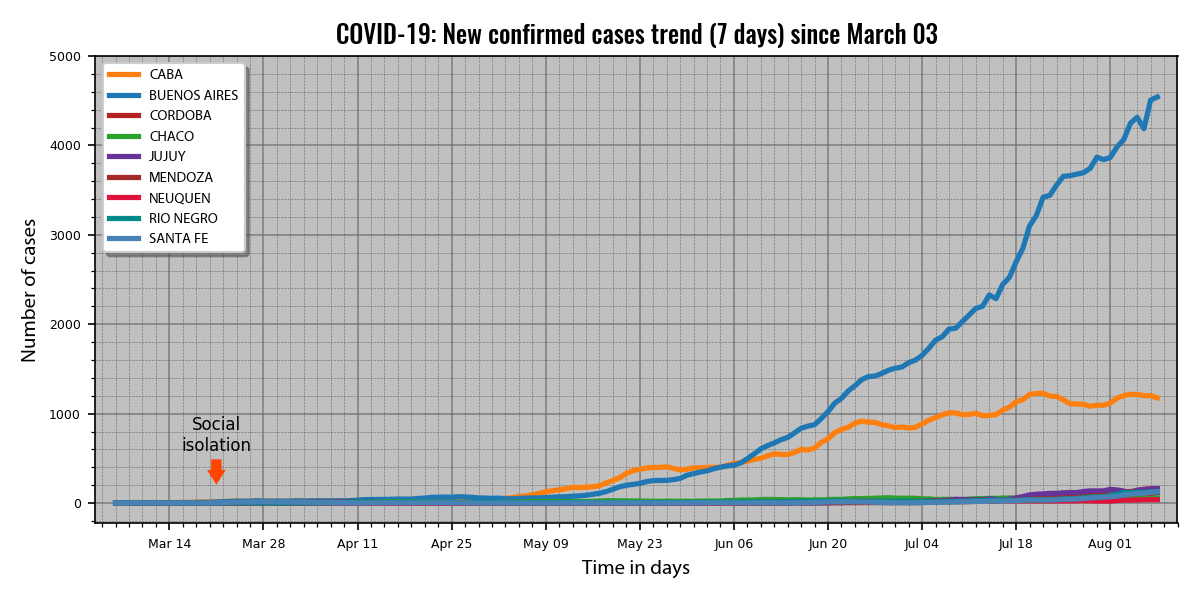 COVID-19: New confirmed cases trend (7 days) since March 03
5000
4000
3000
2000
1000
0
Number of cases
CABA
BUENOS AIRES
CORDOBA
CHACO
JUJUY
MENDOZA
NEUQUEN
RIO NEGRO
SANTA FE
Social
isolation
Mar 14 Mar 28 Apr 11 Apr 25 May 09 May 23 Jun 06 Jun 20 Jul 04 Jul 18 Aug 01
Time in days